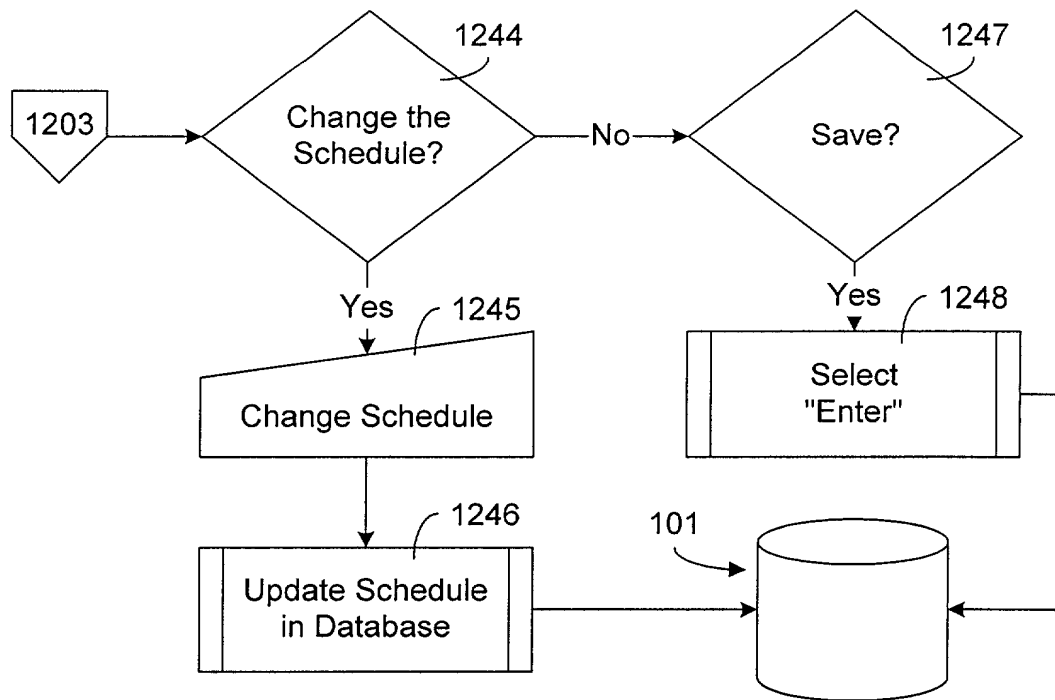 1244
1247
1203
Change the
Schedule?
No
Save?
Yes
1245
Yes
1248
Change Schedule
Select
"Enter"
1246
101
Update Schedule
in Database